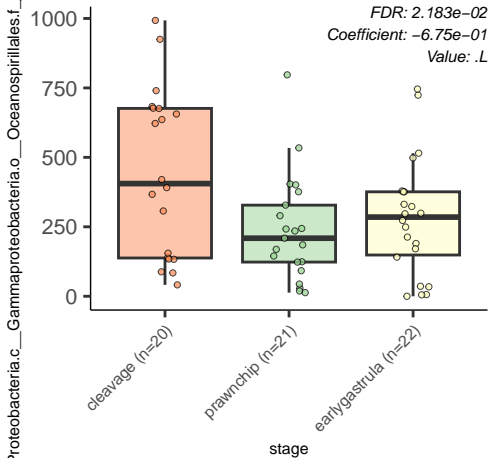 FDR: 2.183e−02
Coefficient: −6.75e−01
Value: .L
Proteobacteria.c__Gammaproteobacteria.o__Oceanospirillales.f_
1000
750
500
250
0
cleavage (n=20)
prawnchip (n=21)
earlygastrula (n=22)
stage